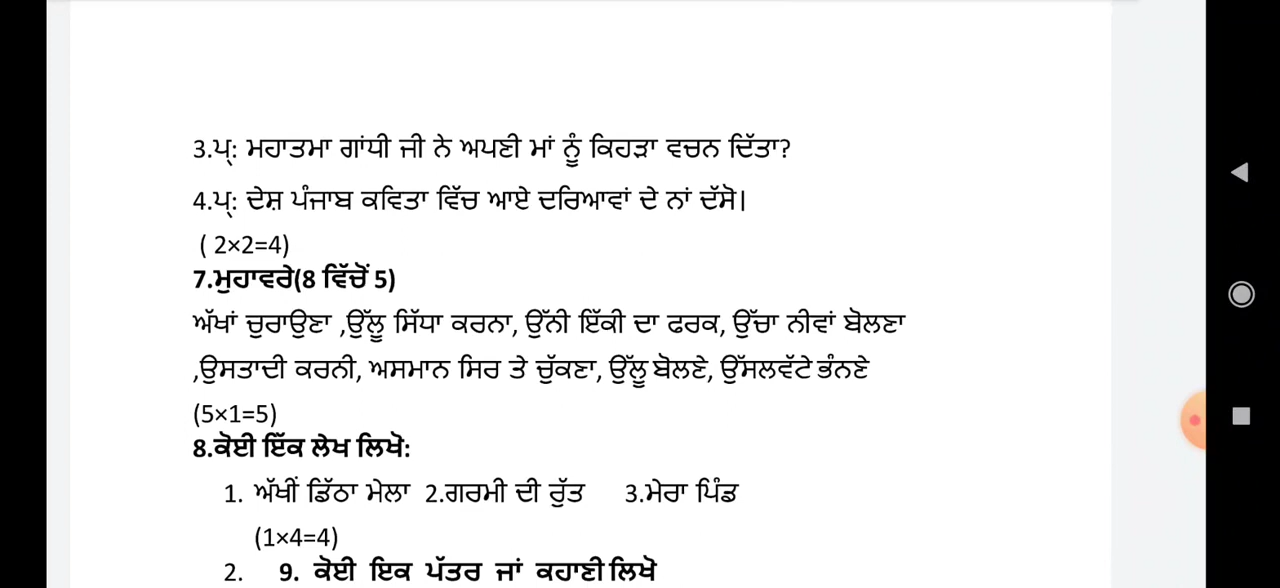 3.ਪ੍: ਮਹਾਤਮਾ ਗਾਂਧੀ ਜੀ ਨੇ ਅਪਣੀ ਮਾਂ ਨੂੰ ਕਿਹੜਾ ਵਚਨ ਦਿੱਤਾ?
4.ਪ੍: ਦੇਸ਼ ਪੰਜਾਬ ਕਵਿਤਾ ਵਿੱਚ ਆਏ ਦਰਿਆਵਾਂ ਦੇ ਨਾਂ ਦੱਸੋ।
( 2×2=4)
7.ਮੁਹਾਵਰੇ(8 ਵਿੱਚੋਂ 5)
ਅੱਖਾਂ ਚੁਰਾਉਣਾ ,ਉੱਲੂ ਸਿੱਧਾ ਕਰਨਾ, ਉੱਨੀ ਇੱਕੀ ਦਾ ਫਰਕ, ਉੱਚਾ ਨੀਵਾਂ ਬੋਲਣਾ
,ਉਸਤਾਦੀ ਕਰਨੀ, ਅਸਮਾਨ ਸਿਰ ਤੇ ਚੁੱਕਣਾ, ਉੱਲੂ ਬੋਲਣੇ, ਉੱਸਲਵੱਟੇ ਭੰਨਣੇ
(5×1=5)
8.ਕੋਈ ਇੱਕ ਲੇਖ ਲਿਖੋ:
1. ਅੱਖੀਂ ਡਿੱਠਾ ਮੇਲਾ 2.ਗਰਮੀ ਦੀ ਰੁੱਤ 3.ਮੇਰਾ ਪਿੰਡ
(1×4=4)
2. 9. ਕੋਈ ਇਕ ਪੱਤਰ ਜਾਂ ਕਹਾਣੀ ਲਿਖੋ